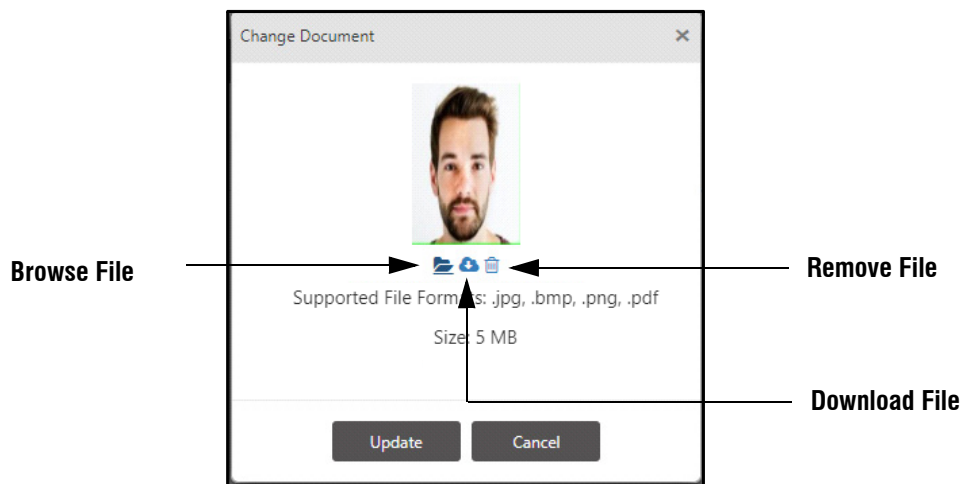 Change Document
Browse File
Remove File
Supported File Formats: .jpg, .bmp, .png, .pdf
Size: 5 MB
Download File
Update
Cancel